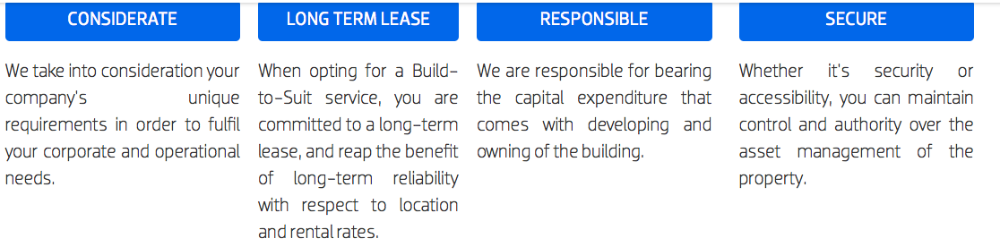 CONSIDERATE
We take into consideration your
company's unique
requirements in order to fulfil
your corporate and operational
needs.
LONG TERM LEASE
When opting for a Build-
to-Suit service, you are
committed to a long-term
lease, and reap the benefit
of long-term reliability
with respect to location
and rental rates.
RESPONSIBLE
We are responsible for bearing
the capital expenditure that
comes with developing and
owning of the building.
SECURE
Whether it's security or
accessibility, you can maintain
control and authority over the
asset management of the
property.